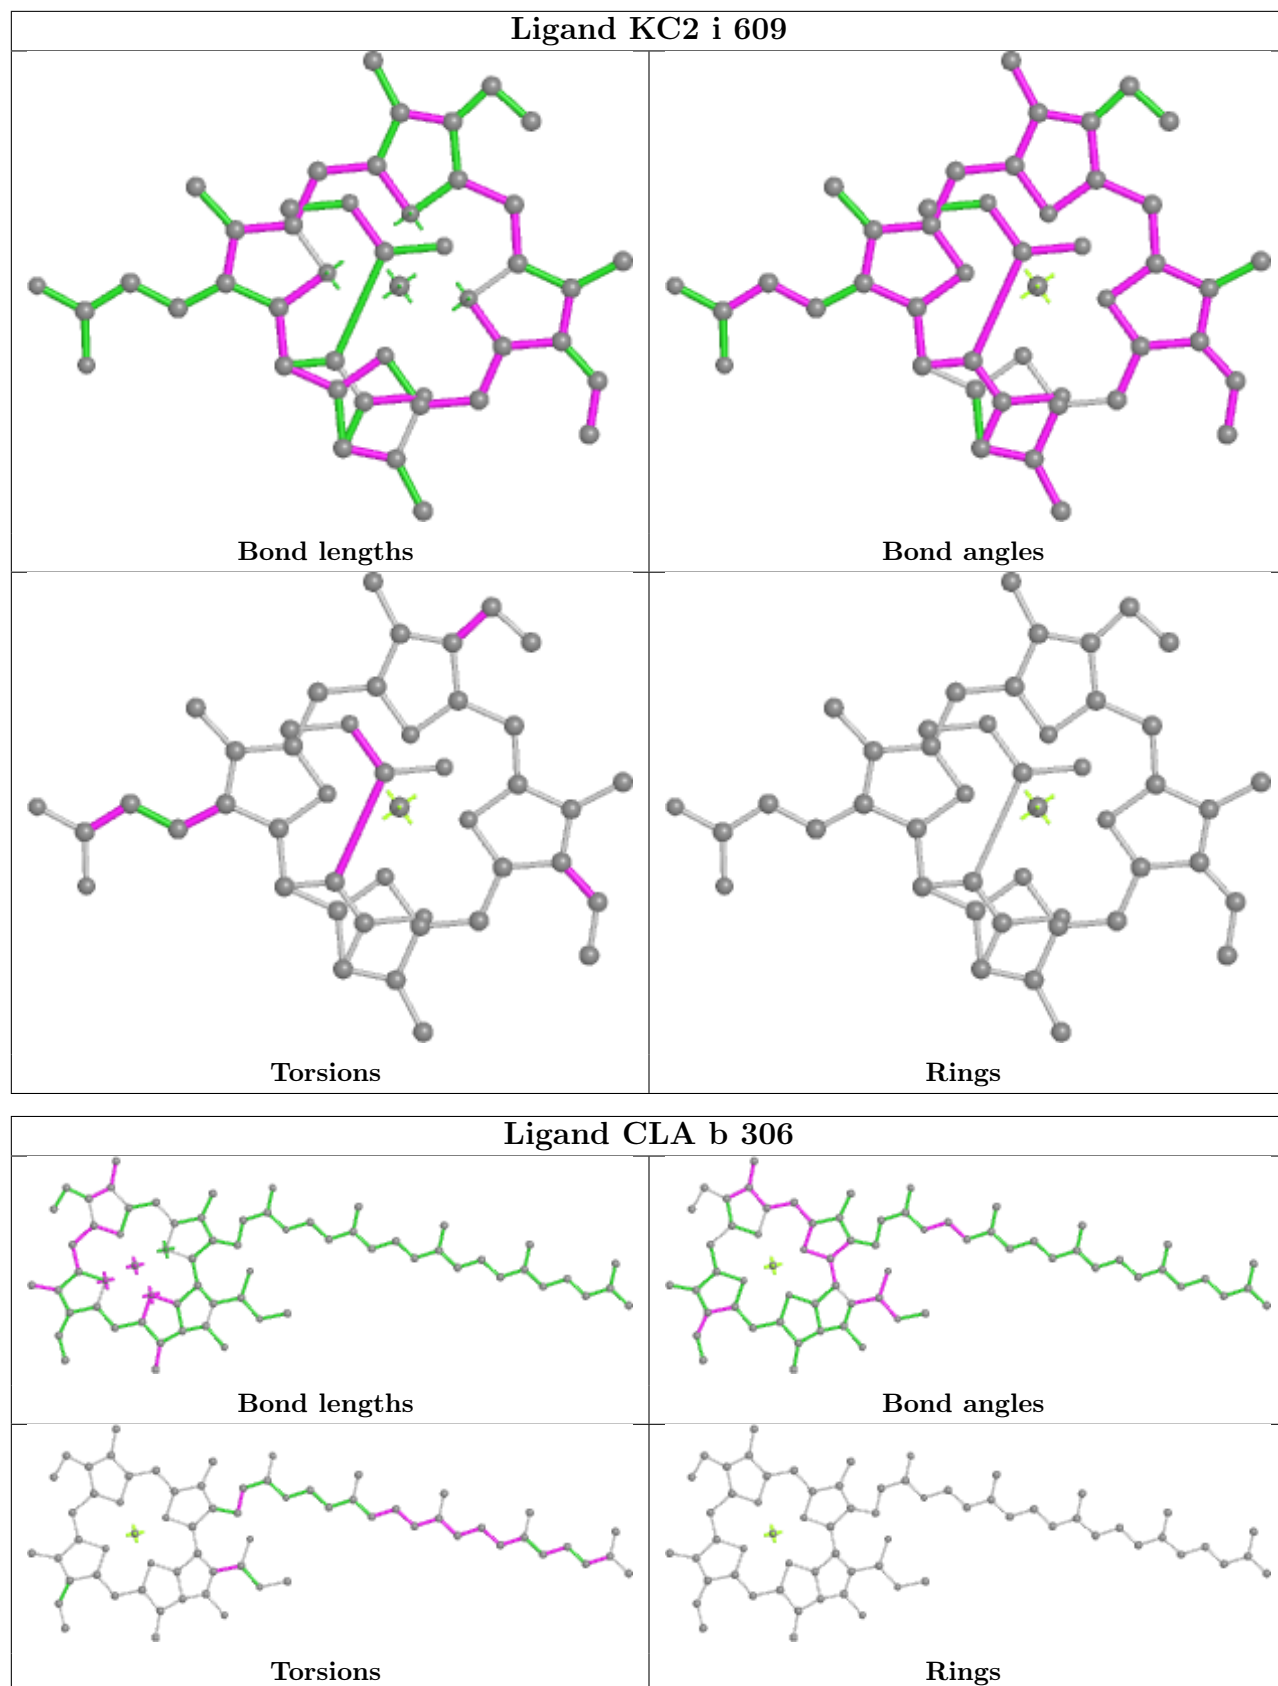 Ligand KC2 i 609
Bond lengths
Bond angles
Torsions
Rings
Ligand CLA b 306
Bond lengths
Bond angles
Torsions
Rings